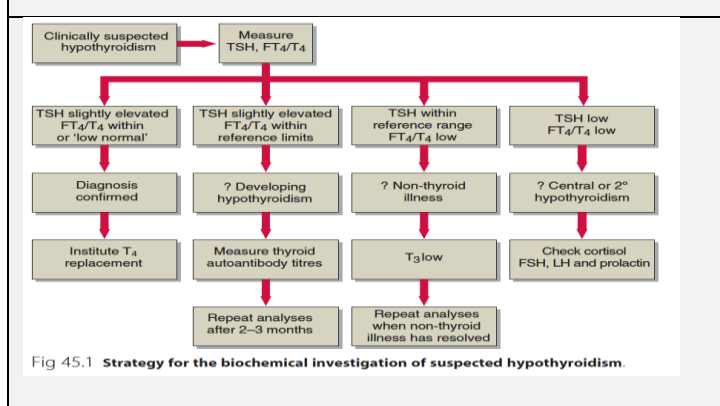 Clinically suspected
hypothyroidism
Measure
TSH, FT4/T4
TSH slightly elevated
FT4/T4 within
or ‘low normal’
TSH slightly elevated
FT4/T4 within
reference limits
TSH within
reference range
FT4/T4 low
TSH low
FT4/T4 low
Diagnosis
confirmed
? Developing
hypothyroidism
? Non-thyroid
illness
? Central or 2°
hypothyroidism
Institute T4
replacement
Measure thyroid
autoantibody titres
T3 low
Check cortisol
FSH, LH and prolactin
Repeat analyses
after 2–3 months
Repeat analyses
when non-thyroid
illness has resolved
Fig 45.1 Strategy for the biochemical investigation of suspected hypothyroidism.